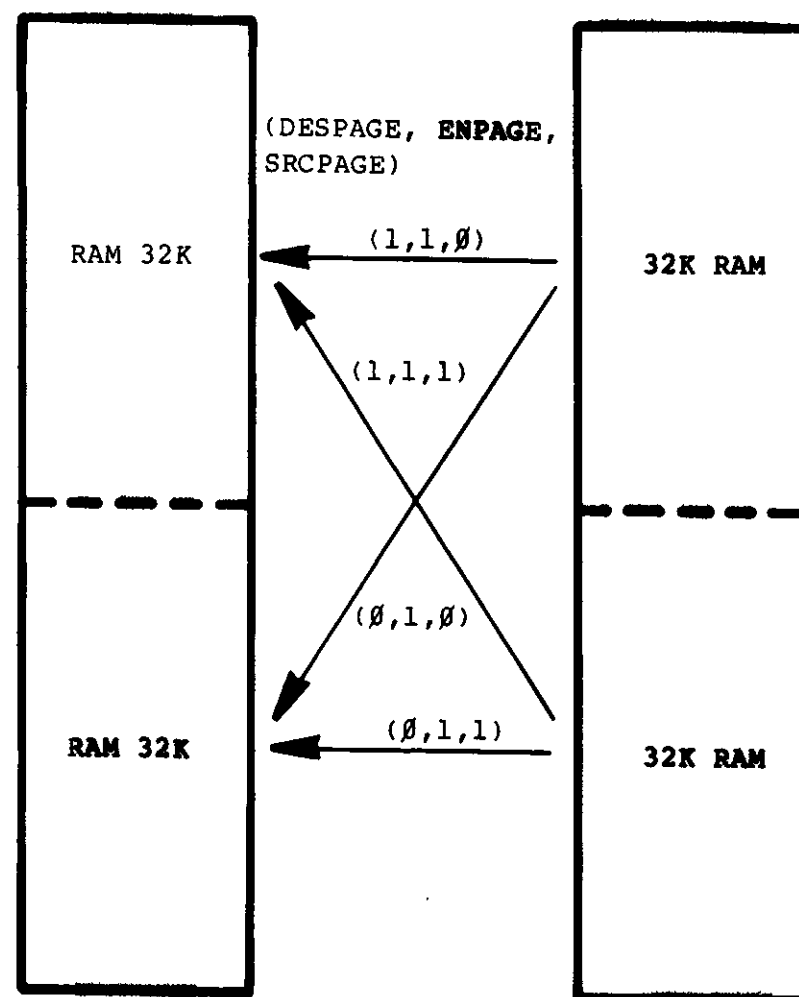 (DESPAGE, ENPAGE,
SRCPAGE)
(1,1,Ø)
RAM 32K
32K RAM
(1,1,1)
(Ø,1,Ø)
(Ø,1,1)
RAM 32K
32K RAM